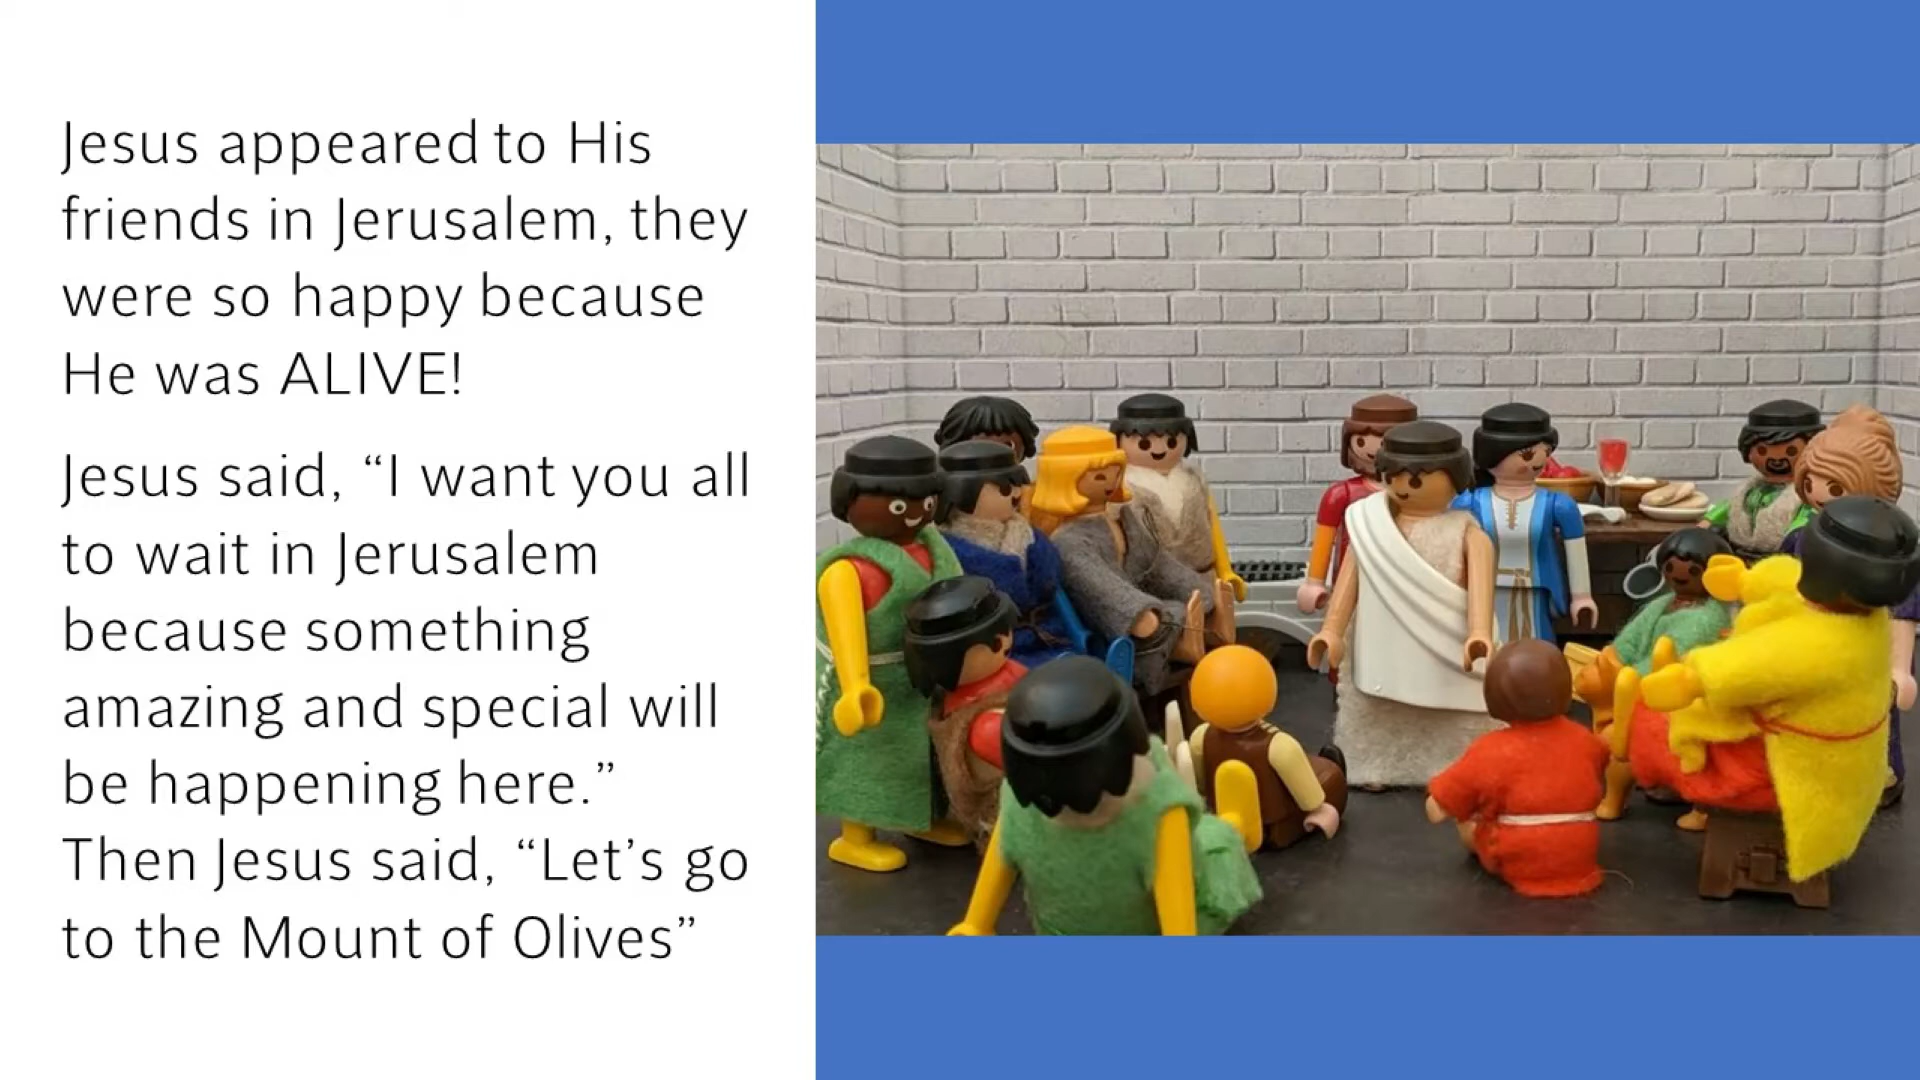 Jesus appeared to His
friends in Jerusalem, they
were so happy because
He was ALIVE!
Jesus said, “I want you all
to wait in Jerusalem
because something
amazing and special will
be happening here.”
Then Jesus said, “Let’s go
to the Mount of Olives”